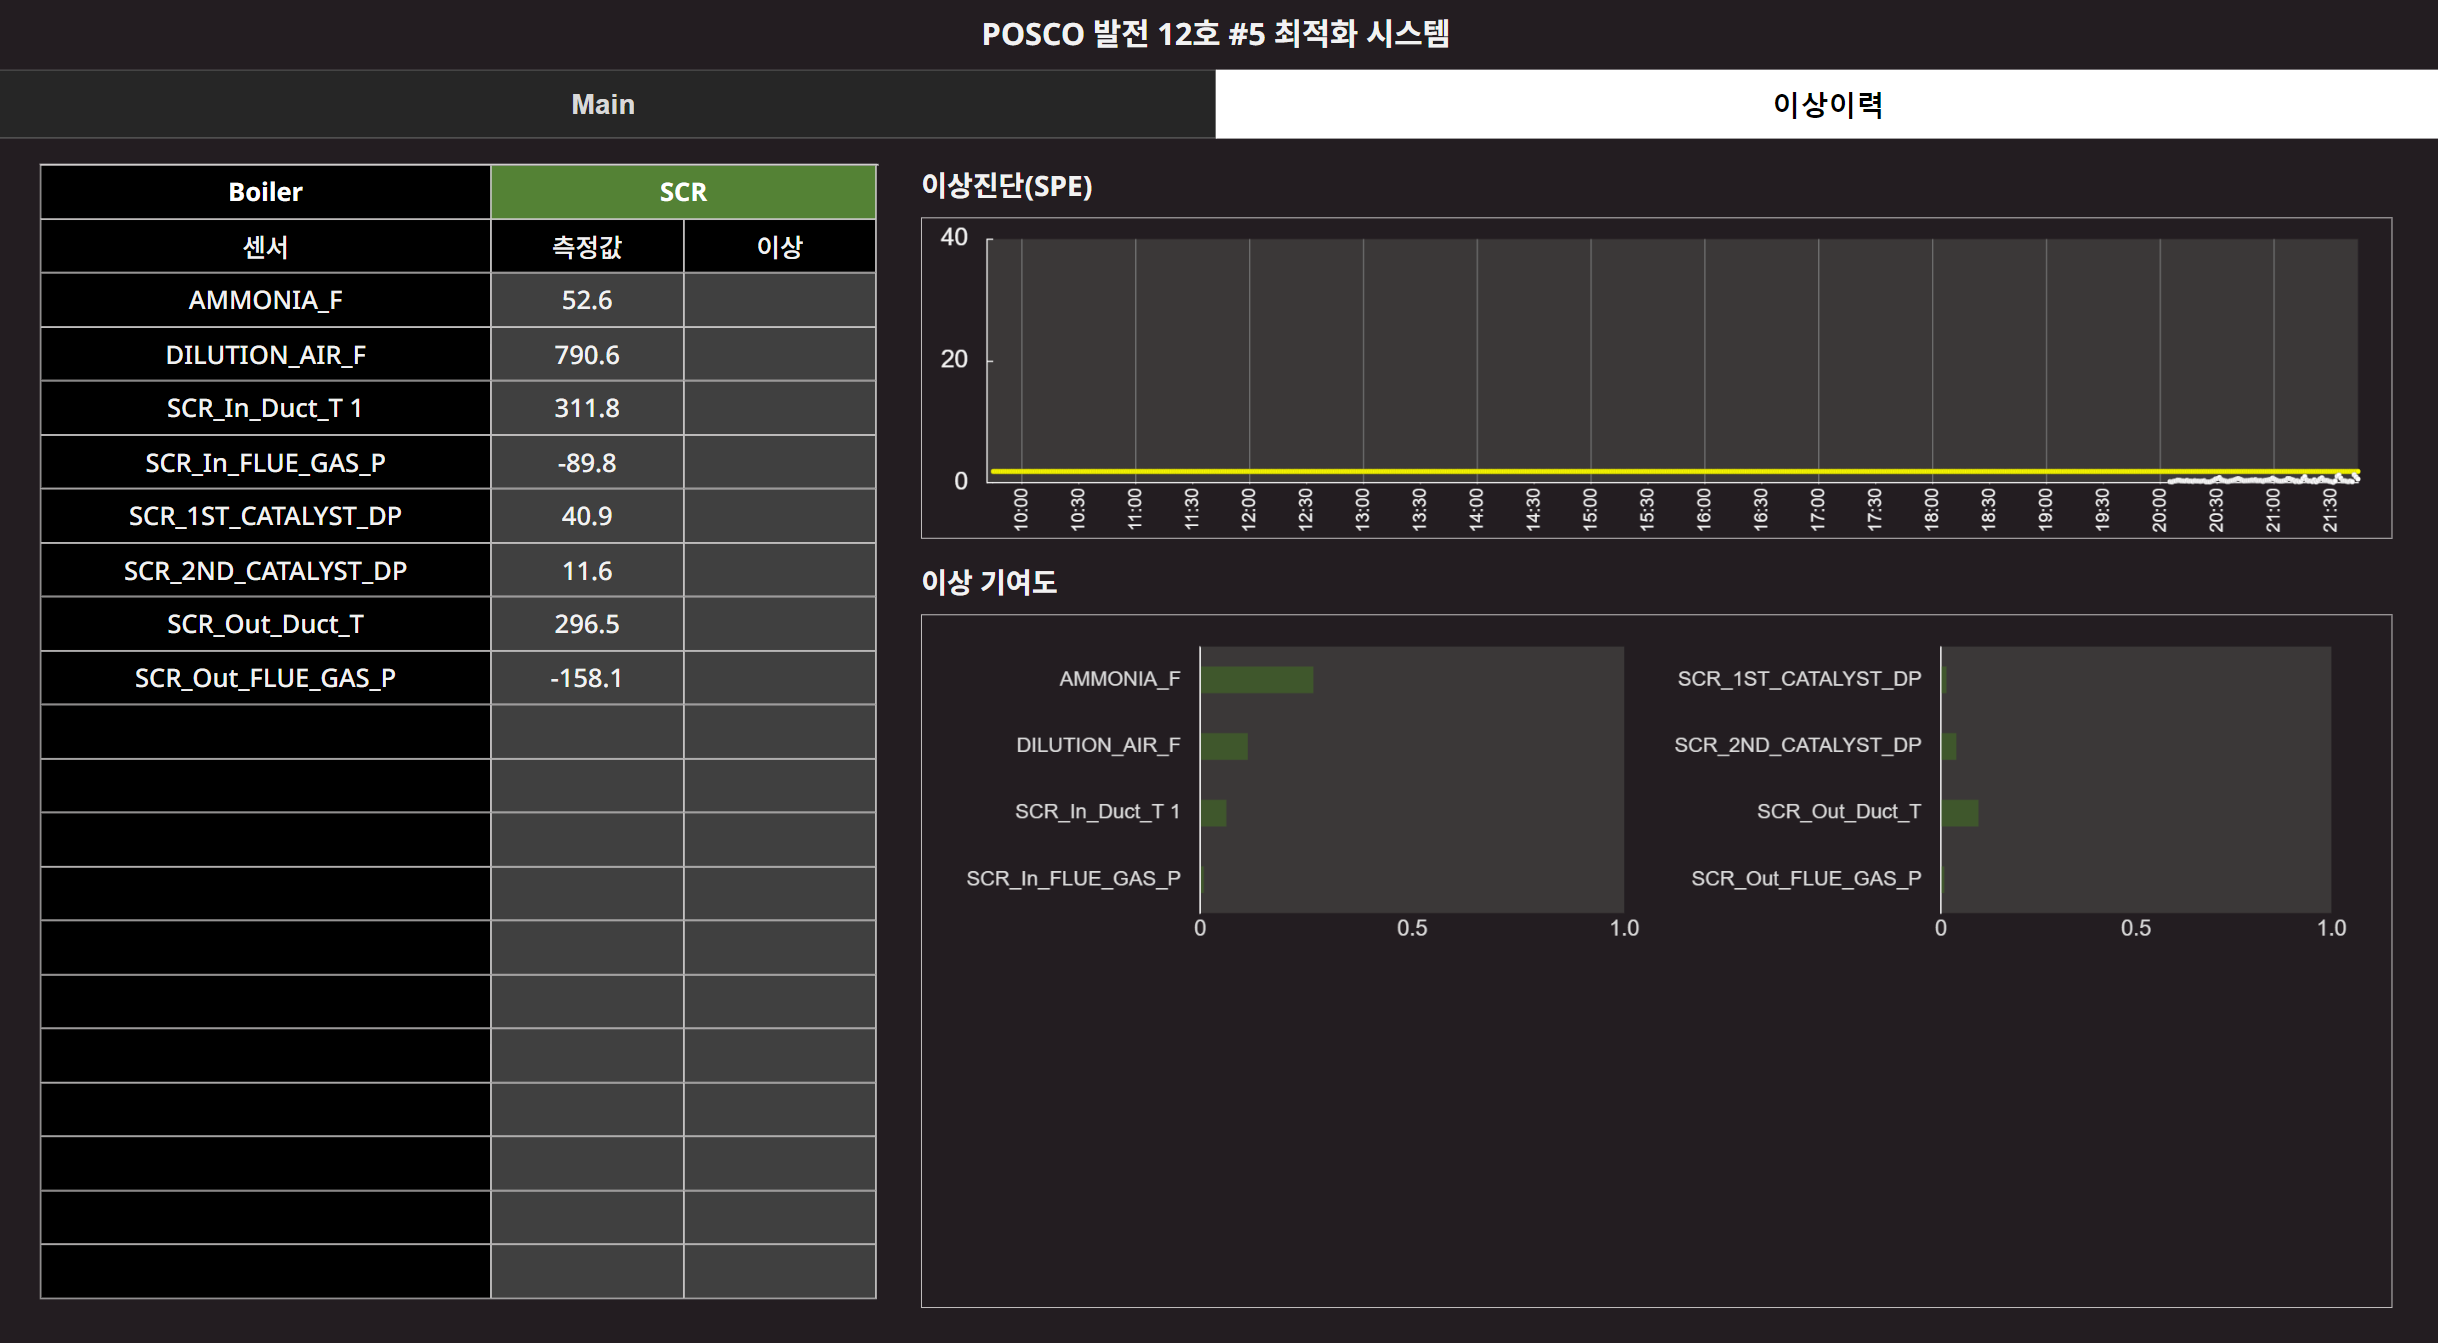 POSCO 발전 12호 #5 최적화 시스템
Main 이상이력
Boiler SCR
센서 측정값 이상
AMMONIA_F 52.6
DILUTION_AIR_F 790.6
SCR_In_Duct_T 1 311.8
SCR_In_FLUE_GAS_P -89.8
SCR_1ST_CATALYST_DP 40.9
SCR_2ND_CATALYST_DP 11.6
SCR_Out_Duct_T 296.5
SCR_Out_FLUE_GAS_P -158.1
이상진단(SPE)
40
20
0
10:00 10:30 11:00 11:30 12:00 12:30 13:00 13:30 14:00 14:30 15:00 15:30 16:00 16:30 17:00 17:30 18:00 18:30 19:00 19:30 20:00 20:30 21:00 21:30
이상 기여도
AMMONIA_F
DILUTION_AIR_F
SCR_In_Duct_T 1
SCR_In_FLUE_GAS_P
0 0.5 1.0
SCR_1ST_CATALYST_DP
SCR_2ND_CATALYST_DP
SCR_Out_Duct_T
SCR_Out_FLUE_GAS_P
0 0.5 1.0